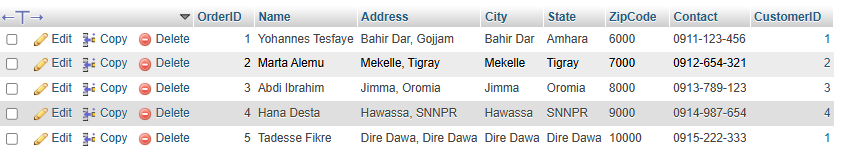 ←T→ OrderID Name Address City State ZipCode Contact CustomerID
Edit Copy Delete 1 Yohannes Tesfaye Bahir Dar, Gojjam Bahir Dar Amhara 6000 0911-123-456 1
Edit Copy Delete 2 Marta Alemu Mekelle, Tigray Mekelle Tigray 7000 0912-654-321 2
Edit Copy Delete 3 Abdi Ibrahim Jimma, Oromia Jimma Oromia 8000 0913-789-123 3
Edit Copy Delete 4 Hana Desta Hawassa, SNNPR Hawassa SNNPR 9000 0914-987-654 4
Edit Copy Delete 5 Tadesse Fikre Dire Dawa, Dire Dawa Dire Dawa Dire Dawa 10000 0915-222-333 1